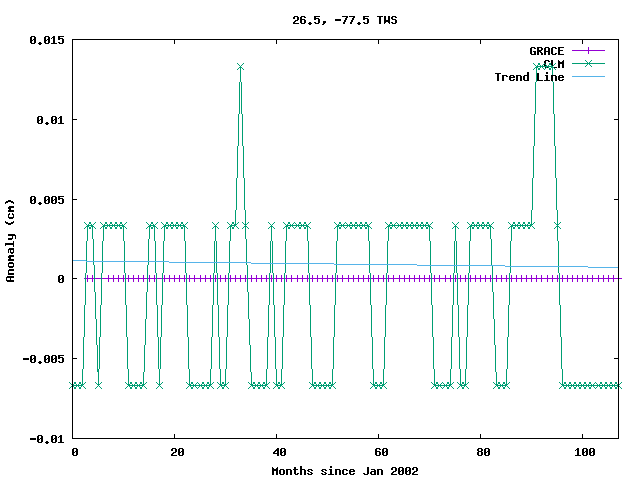 26.5, -77.5 TWS
GRACE
CLM
Trend Line
0.015
0.01
0.005
0
-0.005
-0.01
Anomaly (cm)
0 20 40 60 80 100
Months since Jan 2002